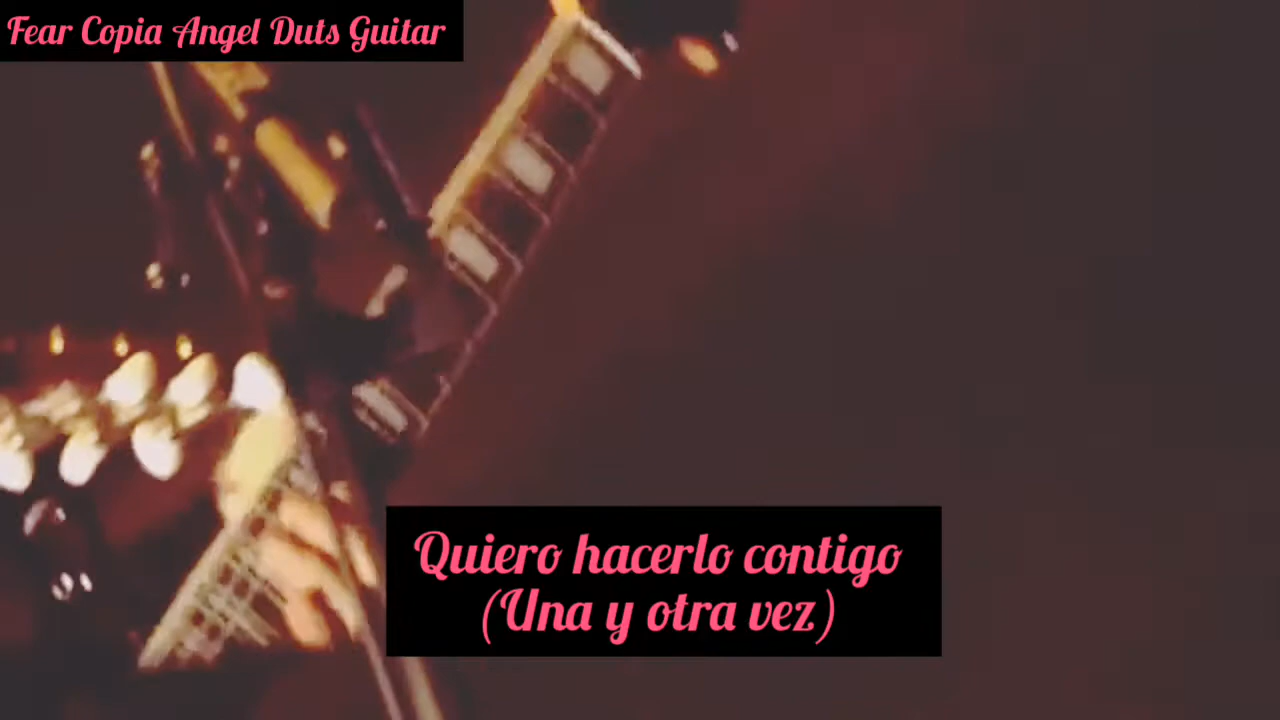 Fear Copia Angel Duts Guitar
Quiero hacerlo contigo
(Una y otra vez)